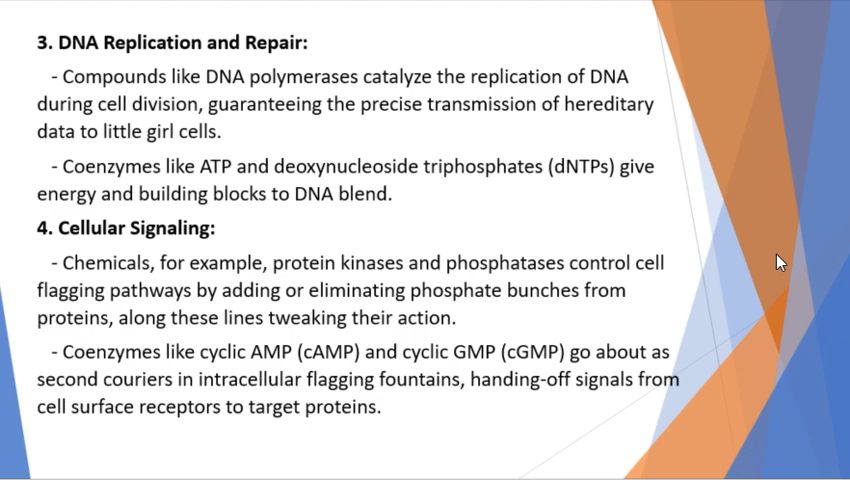 3. DNA Replication and Repair:
- Compounds like DNA polymerases catalyze the replication of DNA
during cell division, guaranteeing the precise transmission of hereditary
data to little girl cells.
- Coenzymes like ATP and deoxynucleoside triphosphates (dNTPs) give
energy and building blocks to DNA blend.
4. Cellular Signaling:
- Chemicals, for example, protein kinases and phosphatases control cell
flagging pathways by adding or eliminating phosphate bunches from
proteins, along these lines tweaking their action.
- Coenzymes like cyclic AMP (cAMP) and cyclic GMP (cGMP) go about as
second couriers in intracellular flagging fountains, handing-off signals from
cell surface receptors to target proteins.